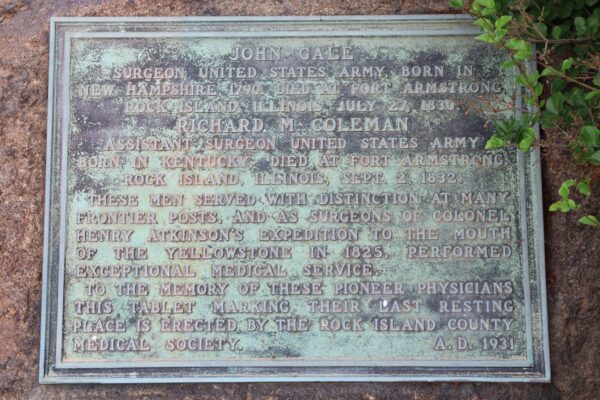 JOHN GALE
SURGEON UNITED STATES ARMY, BORN IN
NEW HAMPSHIRE, 1790. DIED AT FORT ARMSTRONG,
ROCK ISLAND, ILLINOIS, JULY 27, 1830.
RICHARD M. COLEMAN
ASSISTANT SURGEON UNITED STATES ARMY
BORN IN KENTUCKY. DIED AT FORT ARMSTRONG,
ROCK ISLAND, ILLINOIS, SEPT. 2, 1832.
THESE MEN SERVED WITH DISTINCTION AT MANY
FRONTIER POSTS, AND AS SURGEONS OF COLONEL
HENRY ATKINSON'S EXPEDITION TO THE MOUTH
OF THE YELLOWSTONE IN 1825, PERFORMED
EXCEPTIONAL MEDICAL SERVICE.
TO THE MEMORY OF THESE PIONEER PHYSICIANS
THIS TABLET MARKING THEIR LAST RESTING
PLACE IS ERECTED BY THE ROCK ISLAND COUNTY
MEDICAL SOCIETY. A. D. 1931